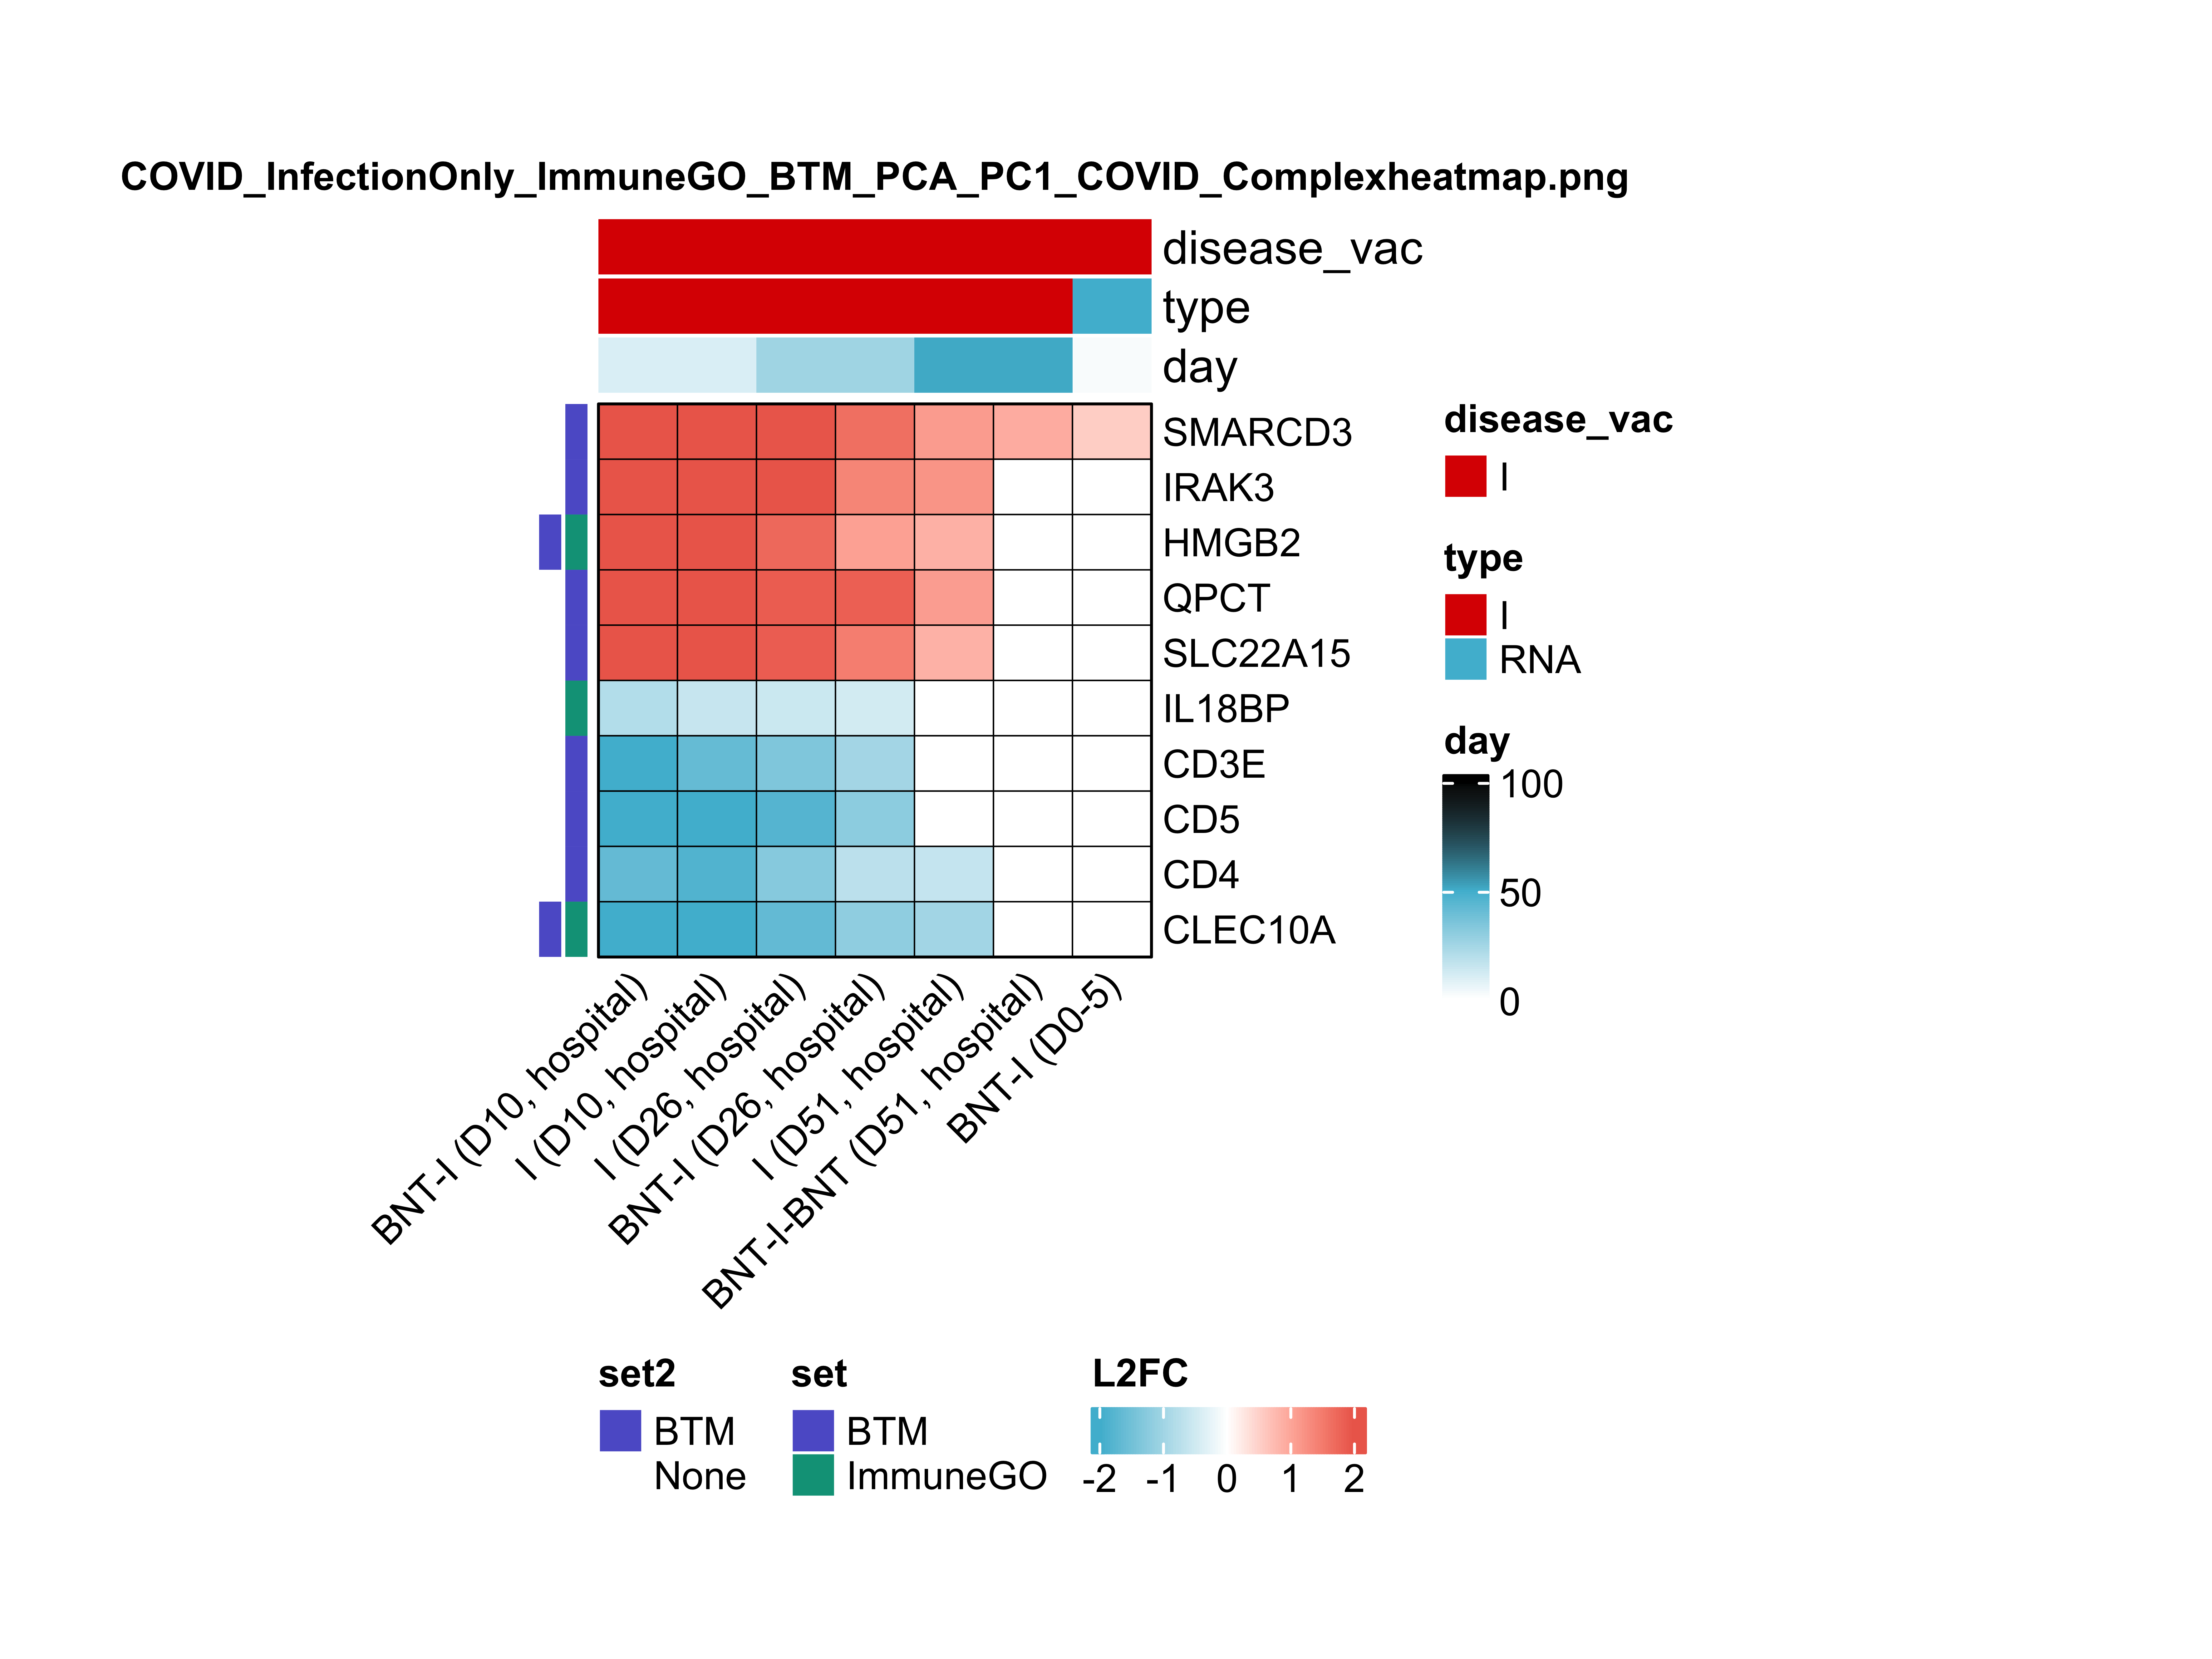 COVID_InfectionOnly_ImmuneGO_BTM_PCA_PC1_COVID_Complexheatmap.png
disease_vac
type
day
SMARCD3
IRAK3
HMGB2
QPCT
SLC22A15
IL18BP
CD3E
CD5
CD4
CLEC10A
BNT-I (D10, hospital)
I (D10, hospital)
I (D26, hospital)
BNT-I (D26, hospital)
I (D51, hospital)
BNT-I-BNT (D51, hospital)
BNT-I (D0-5)
disease_vac
I
type
I
RNA
day
100
50
0
set2
BTM
None
set
BTM
ImmuneGO
L2FC
-2 -1 0 1 2